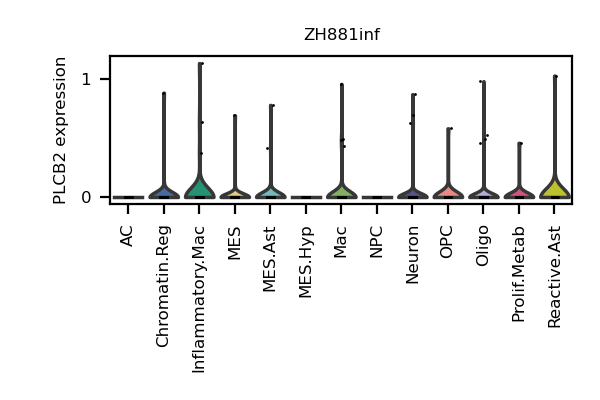 ZH881inf
PLCB2 expression
1
0
AC
Chromatin.Reg
Inflammatory.Mac
MES
MES.Ast
MES.Hyp
Mac
NPC
Neuron
OPC
Oligo
Prolif.Metab
Reactive.Ast